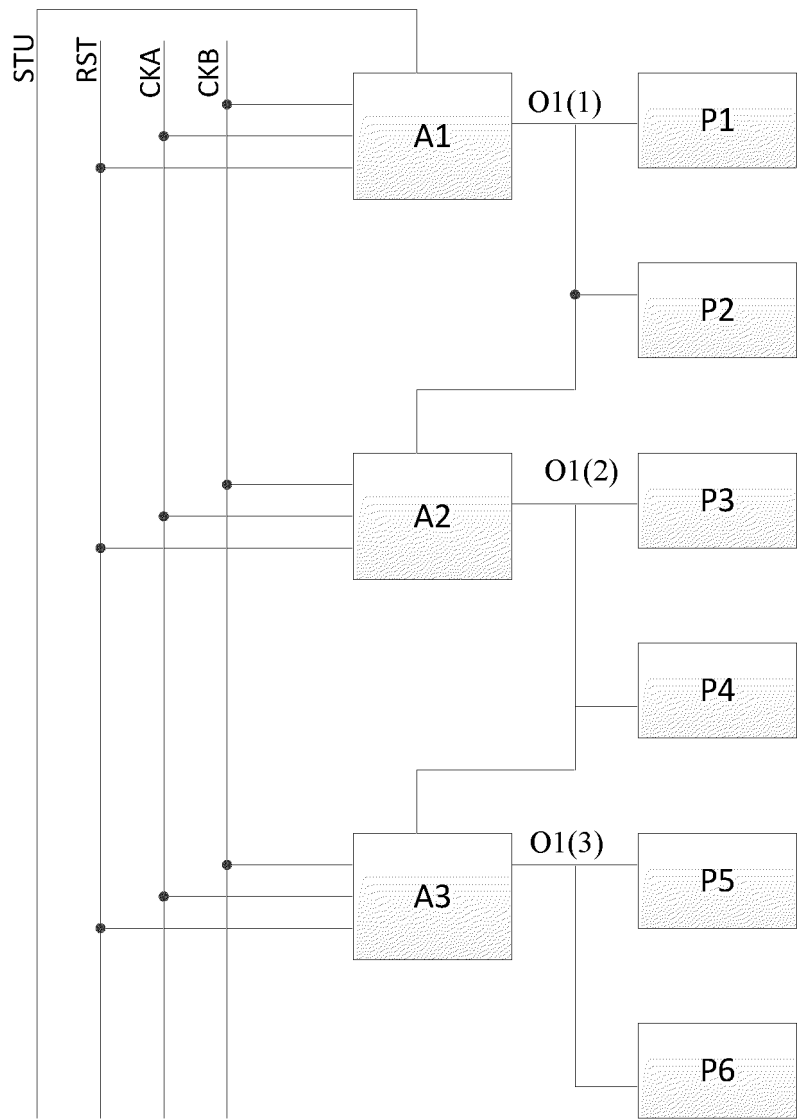 STU
RST
CKA
CKB
A1
O1(1)
P1
P2
A2
O1(2)
P3
P4
A3
O1(3)
P5
P6